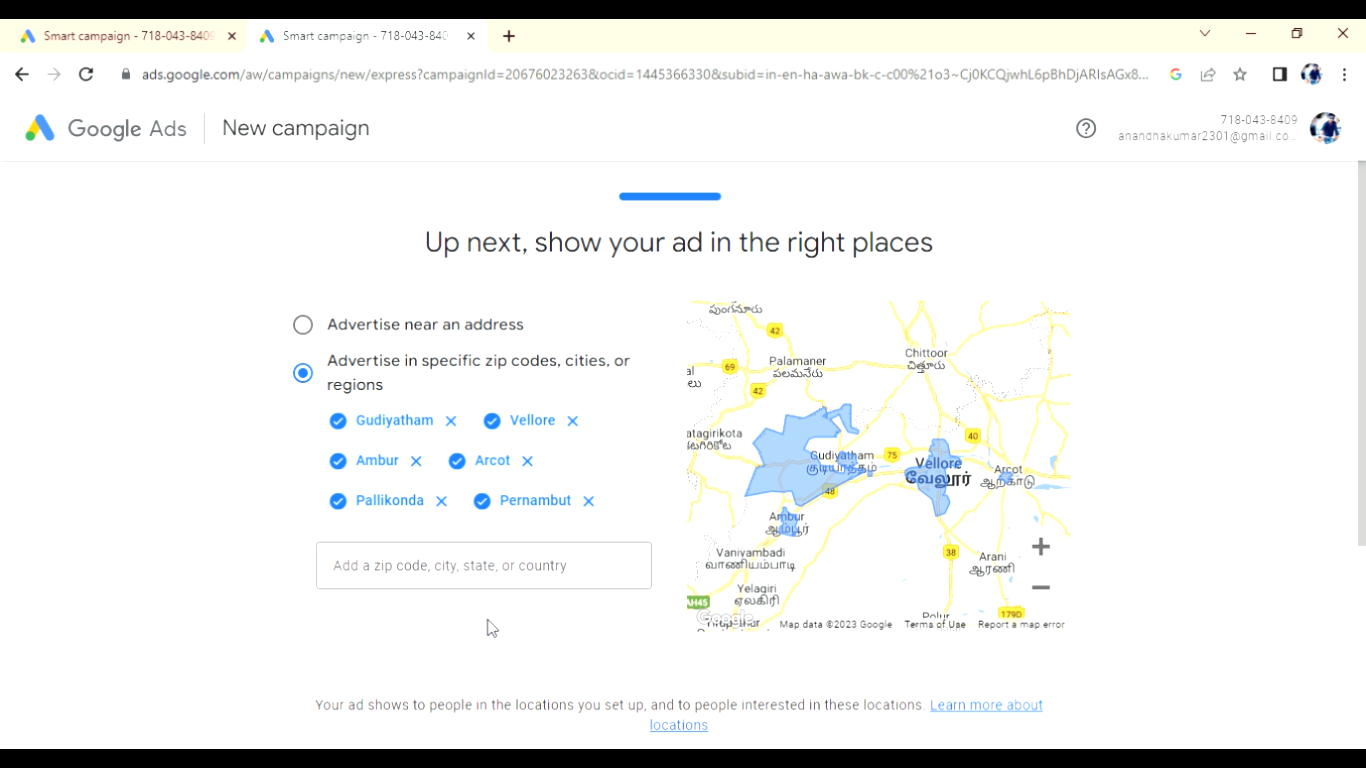 Smart campaign - 718-043-8409
Smart campaign - 718-043-840
ads.google.com/aw/campaigns/new/express?campaignId=20676023263&ocid=1445366330&subid=in-en-ha-awa-bk-c-c00%21o3~Cj0KCQjwhL6pBhDjARIsAGx8...
Google Ads
New campaign
718-043-8409
anandhakumar2301@gmail.co...
Up next, show your ad in the right places
Advertise near an address
Advertise in specific zip codes, cities, or
regions
Gudiyatham
Vellore
Ambur
Arcot
Pallikonda
Pernambut
Add a zip code, city, state, or country
పుంగనూరు
42
Palamaner
పలమనేరు
Chittoor
చిత్తూరు
69
42
40
Gudiyatham
குடியாத்தம்
75
Vellore
வேலூர்
Arcot
ஆற்காடு
48
Ambur
ஆம்பூர்
Vaniyambadi
வாணியம்பாடி
38
Arani
ஆரணி
Yelagiri
ஏலகிரி
AH45
179D
Google
Map data ©2023 Google
Terms of Use
Report a map error
Your ad shows to people in the locations you set up, and to people interested in these locations. Learn more about
locations